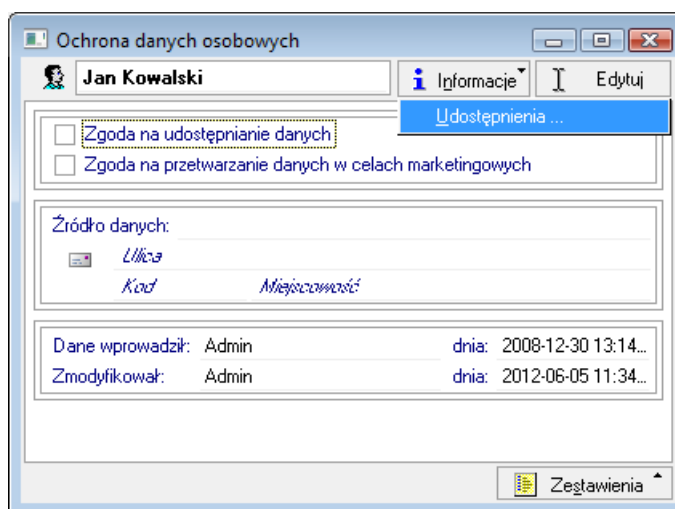 Ochrona danych osobowych
Jan Kowalski Informacje Edytuj
Udostępnienia ...
Zgoda na udostępnianie danych
Zgoda na przetwarzanie danych w celach marketingowych
Źródło danych:
Ulica
Kod Miejscowość
Dane wprowadził: Admin dnia: 2008-12-30 13:14...
Zmodyfikował: Admin dnia: 2012-06-05 11:34...
Zestawienia